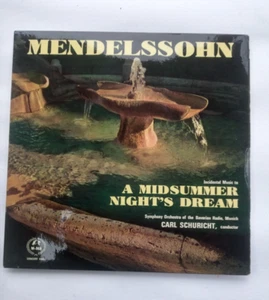 MENDELSSOHN
Incidental Music to
A MIDSUMMER
NIGHT'S DREAM
Symphony Orchestra of the Bavarian Radio, Munich
CARL SCHURICHT, conductor